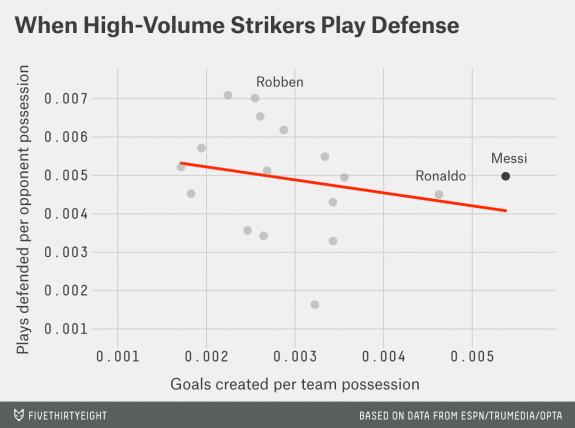 When High-Volume Strikers Play Defense
Plays defended per opponent possession
0.007
0.006
0.005
0.004
0.003
0.002
0.001
Robben
Messi
Ronaldo
0.001 0.002 0.003 0.004 0.005
Goals created per team possession
FIVETHIRTYEIGHT
BASED ON DATA FROM ESPN/TRUMEDIA/OPTA